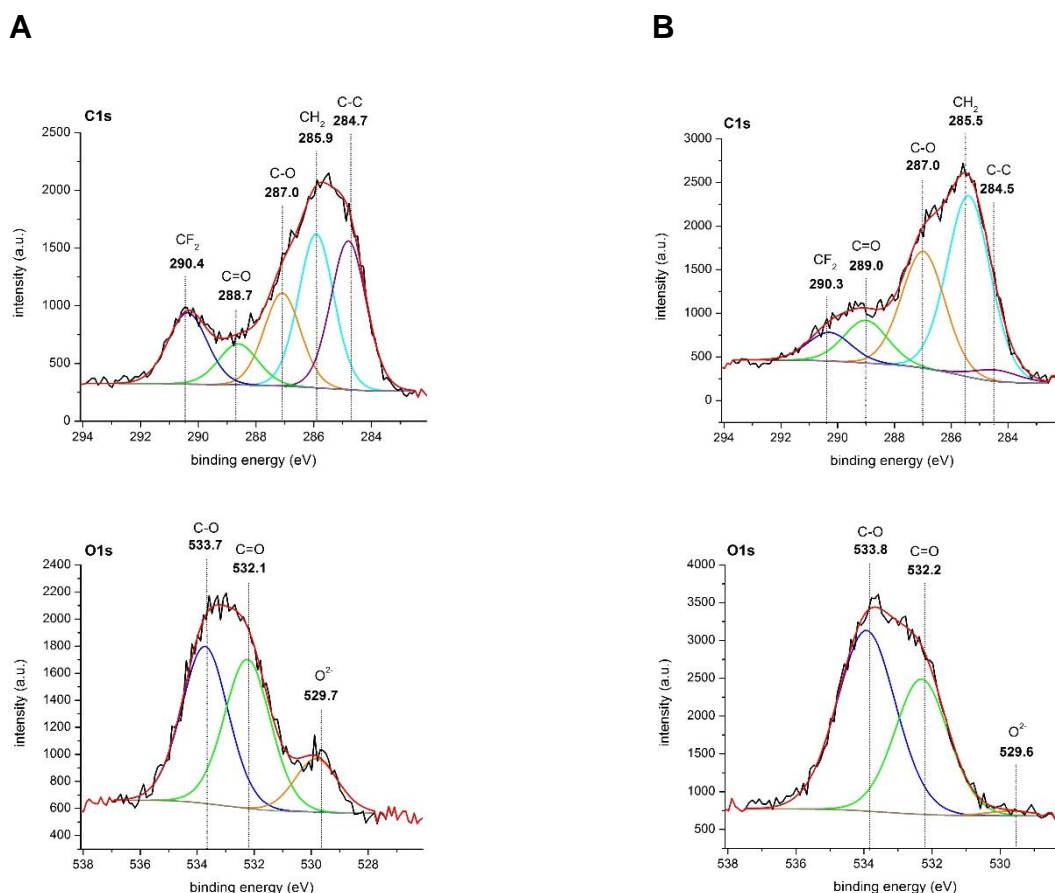 A
B
C1s
C-C
284.7
CH₂
285.9
C-O
287.0
CF₂
290.4
C=O
288.7
2500
2000
1500
1000
500
0
intensity (a.u.)
294 292 290 288 286 284
binding energy (eV)
C1s
CH₂
285.5
C-O
287.0
C-C
284.5
C=O
289.0
CF₂
290.3
3000
2500
2000
1500
1000
500
0
intensity (a.u.)
294 292 290 288 286 284
binding energy (eV)
O1s
C-O
533.7
C=O
532.1
O²⁻
529.7
2400
2200
2000
1800
1600
1400
1200
1000
800
600
400
intensity (a.u.)
538 536 534 532 530 528
binding energy (eV)
O1s
C-O
533.8
C=O
532.2
O²⁻
529.6
4000
3500
3000
2500
2000
1500
1000
500
intensity (a.u.)
538 536 534 532 530
binding energy (eV)